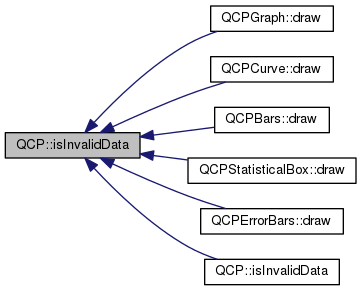 QCPGraph::draw
QCPCurve::draw
QCPBars::draw
QCP::isInvalidData
QCPStatisticalBox::draw
QCPErrorBars::draw
QCP::isInvalidData